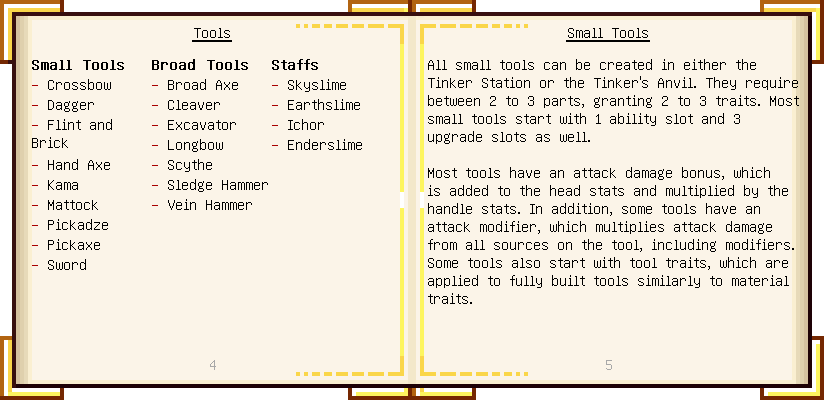 Tools
Small Tools
- Crossbow
- Dagger
- Flint and
Brick
- Hand Axe
- Kama
- Mattock
- Pickadze
- Pickaxe
- Sword
Broad Tools
- Broad Axe
- Cleaver
- Excavator
- Longbow
- Scythe
- Sledge Hammer
- Vein Hammer
Staffs
- Skyslime
- Earthslime
- Ichor
- Enderslime
4
Small Tools
All small tools can be created in either the
Tinker Station or the Tinker's Anvil. They require
between 2 to 3 parts, granting 2 to 3 traits. Most
small tools start with 1 ability slot and 3
upgrade slots as well.
Most tools have an attack damage bonus, which
is added to the head stats and multiplied by the
handle stats. In addition, some tools have an
attack modifier, which multiplies attack damage
from all sources on the tool, including modifiers.
Some tools also start with tool traits, which are
applied to fully built tools similarly to material
traits.
5